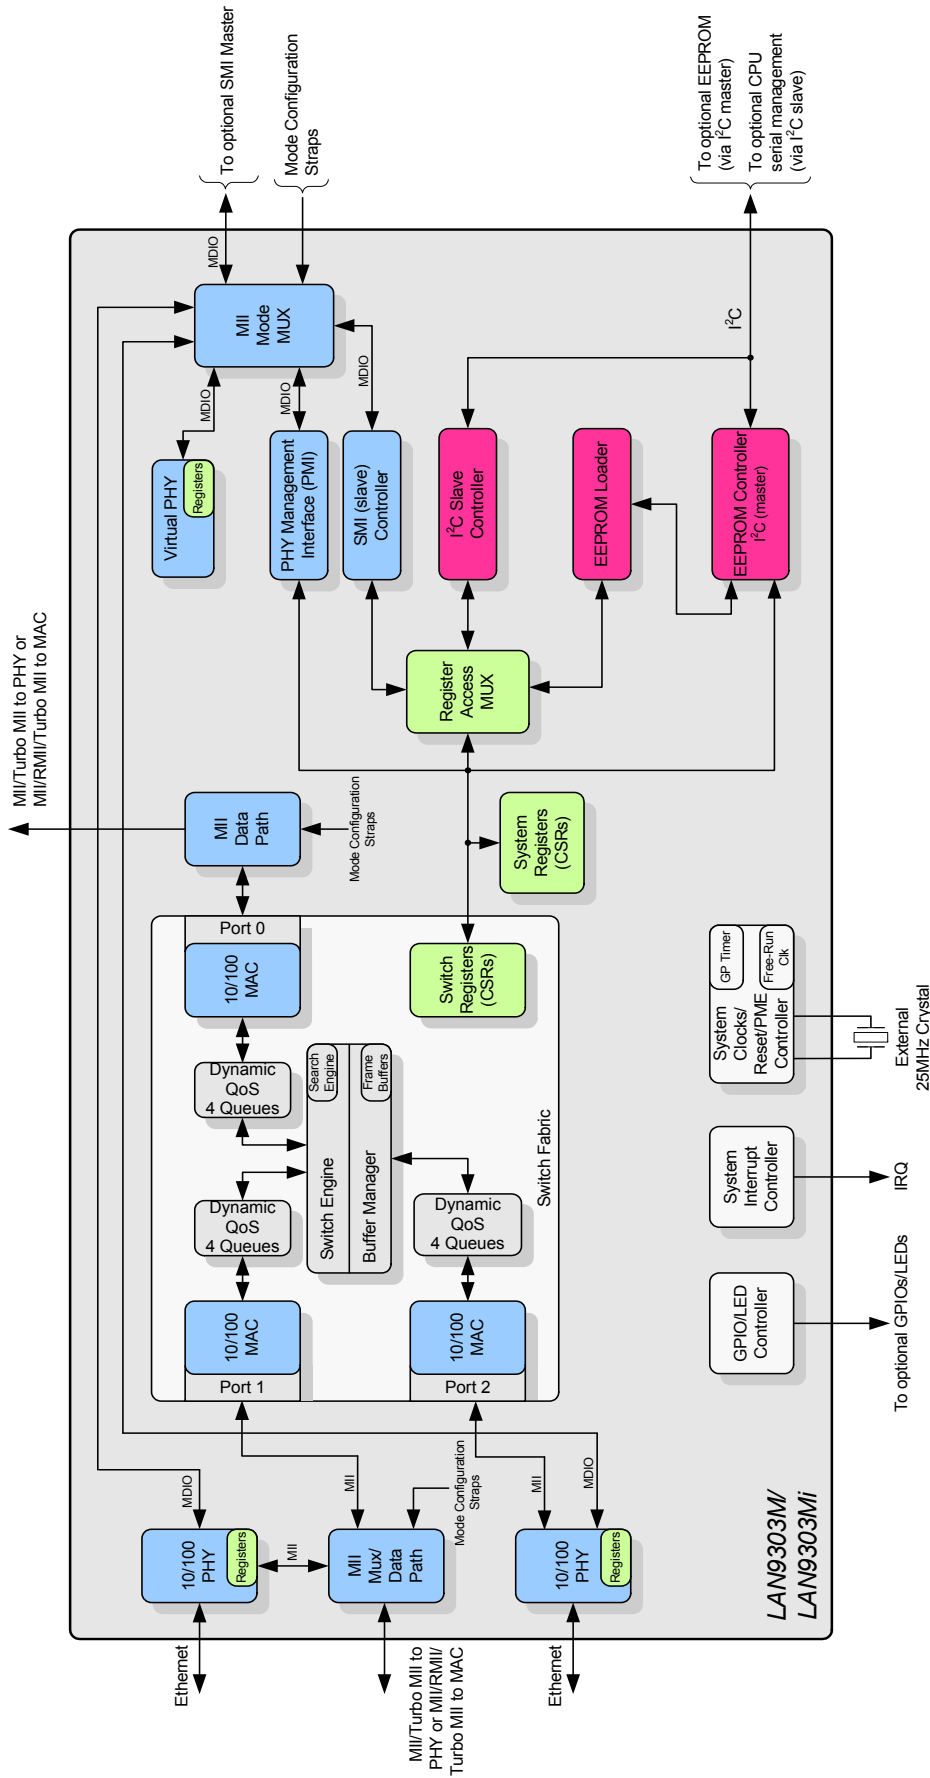 To optional SMI Master
Mode Configuration
Straps
To optional EEPROM
(via I²C master)
To optional CPU
serial management
(via I²C slave)
MDIO
MII
Mode
MUX
I²C
MDIO
MDIO
MDIO
Virtual PHY
Registers
PHY Management
Interface (PMI)
SMI (slave)
Controller
I²C Slave
Controller
EEPROM Loader
EEPROM Controller
I²C (master)
Register
Access
MUX
MII/Turbo MII to PHY or
MII/RMII/Turbo MII to MAC
MII
Data
Path
Mode Configuration
Straps
System
Registers
(CSRs)
Port 0
10/100
MAC
Switch
Registers
(CSRs)
Dynamic
QoS
4 Queues
Search
Engine
Frame
Buffers
Switch Engine
Buffer Manager
Dynamic
QoS
4 Queues
Dynamic
QoS
4 Queues
Switch Fabric
10/100
MAC
Port 1
10/100
MAC
Port 2
System
Clocks/
Reset/PME
Controller
GP Timer
Free-Run
Clk
External
25MHz Crystal
System
Interrupt
Controller
IRQ
GPIO/LED
Controller
To optional GPIOs/LEDs
MDIO
MII
Mode Configuration
Straps
MII
MDIO
10/100
PHY
Registers
MII
MII
Mux/
Data
Path
10/100
PHY
Registers
LAN9303M/
LAN9303Mi
Ethernet
MII/Turbo MII to
PHY or MII/RMII/
Turbo MII to MAC
Ethernet